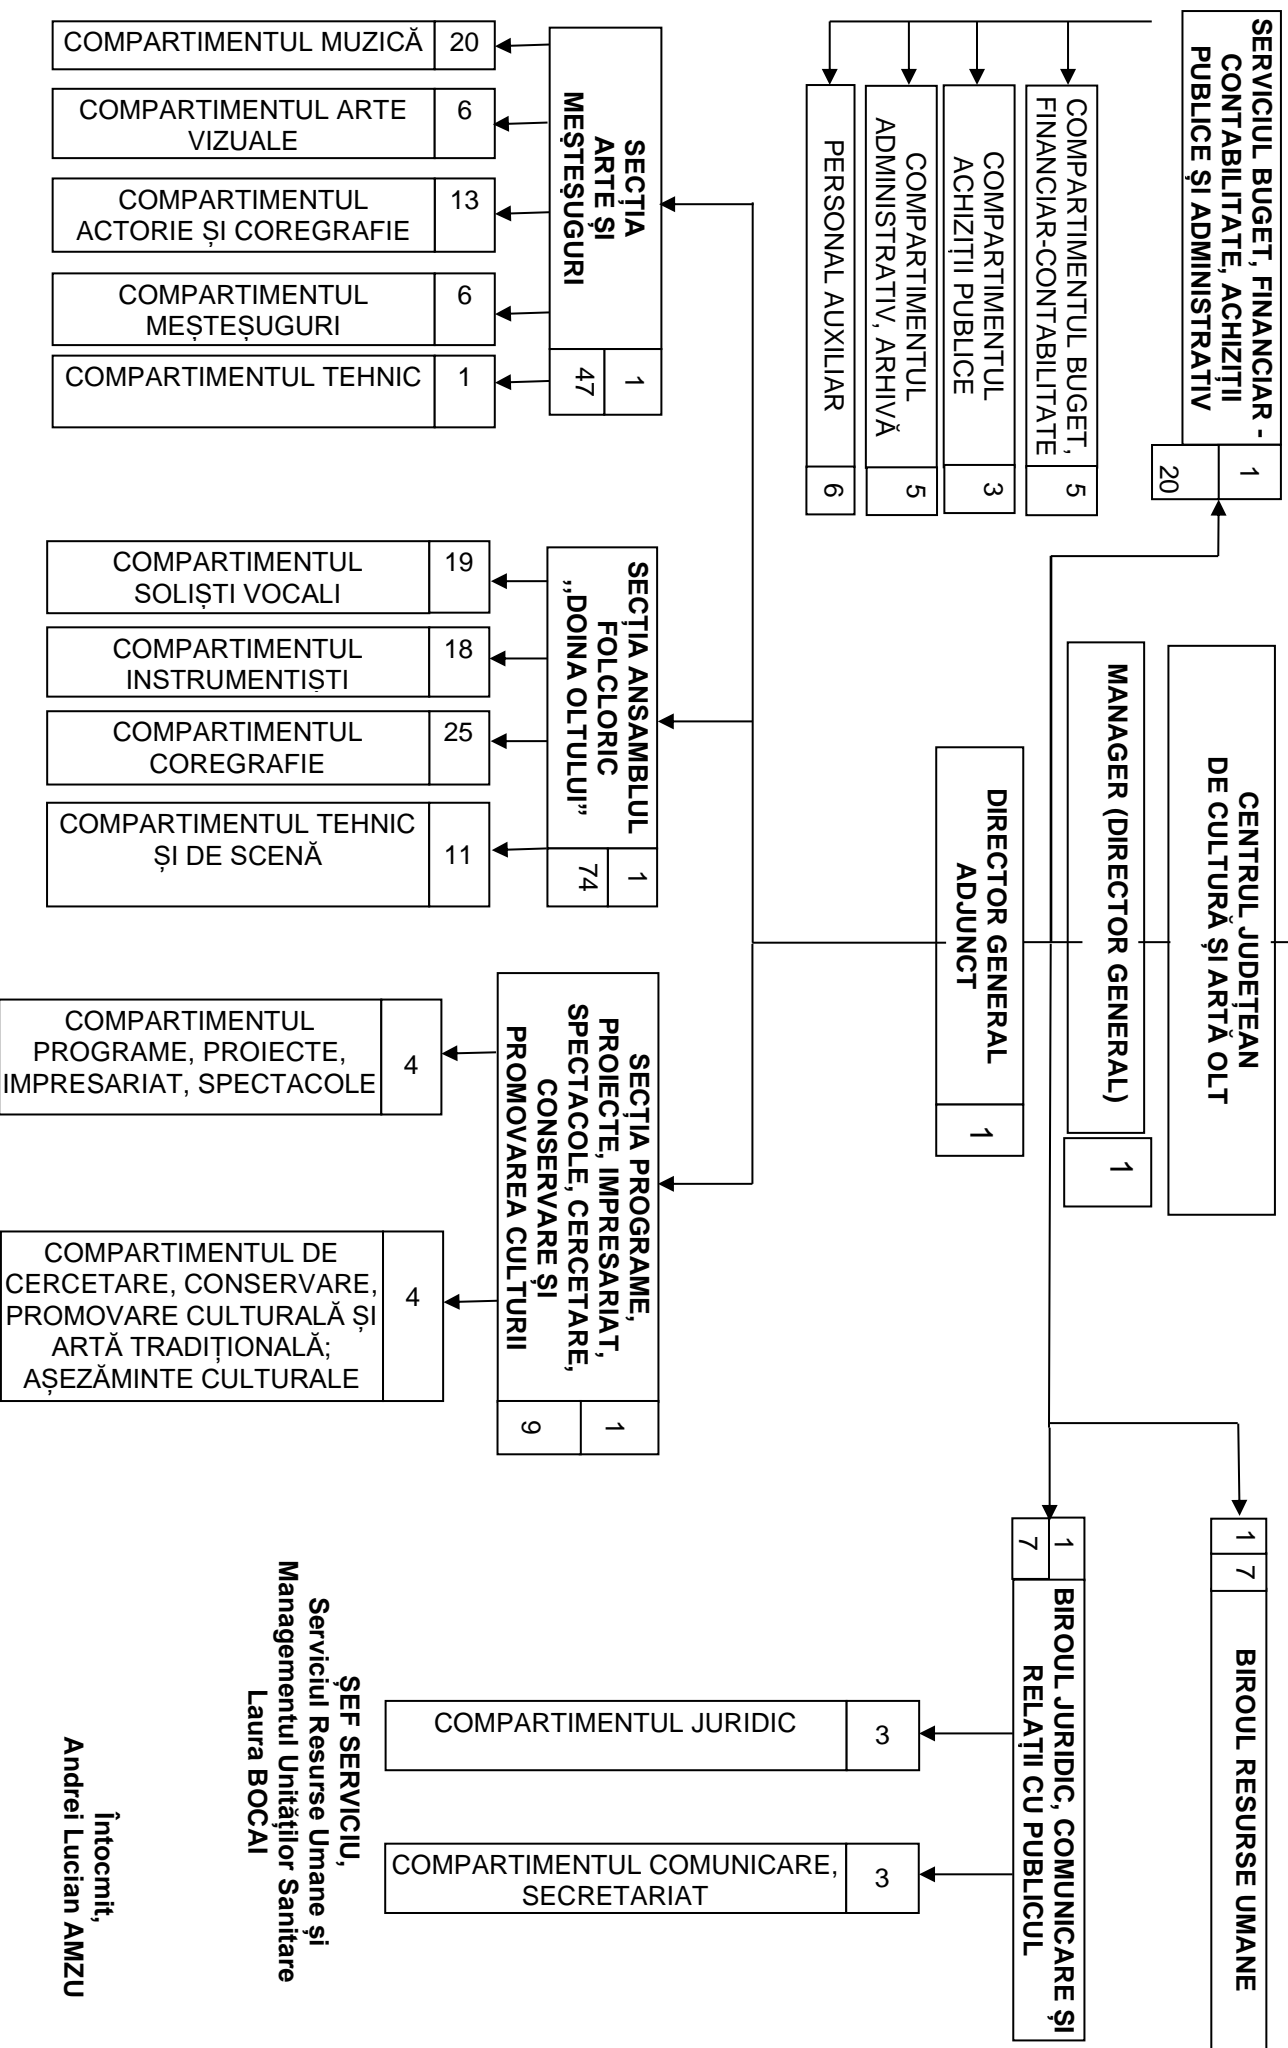 CENTRUL JUDEȚEAN
DE CULTURĂ ȘI ARTĂ OLT
MANAGER (DIRECTOR GENERAL)
1
DIRECTOR GENERAL
ADJUNCT
1
SERVICIUL BUGET, FINANCIAR -
CONTABILITATE, ACHIZIȚII
PUBLICE ȘI ADMINISTRATIV
1
20
COMPARTIMENTUL BUGET,
FINANCIAR-CONTABILITATE
5
COMPARTIMENTUL
ACHIZIȚII PUBLICE
3
COMPARTIMENTUL
ADMINISTRATIV, ARHIVĂ
5
PERSONAL AUXILIAR
6
BIROUL RESURSE UMANE
1
7
BIROUL JURIDIC, COMUNICARE ȘI
RELAȚII CU PUBLICUL
1
7
COMPARTIMENTUL JURIDIC
3
COMPARTIMENTUL COMUNICARE,
SECRETARIAT
3
SECȚIA
ARTE ȘI
MEȘTEȘUGURI
1
47
COMPARTIMENTUL MUZICĂ
20
COMPARTIMENTUL ARTE
VIZUALE
6
COMPARTIMENTUL
ACTORIE ȘI COREGRAFIE
13
COMPARTIMENTUL
MEȘTEȘUGURI
6
COMPARTIMENTUL TEHNIC
1
SECȚIA ANSAMBLUL
FOLCLORIC
,,DOINA OLTULUI”
1
74
COMPARTIMENTUL
SOLIȘTI VOCALI
19
COMPARTIMENTUL
INSTRUMENTIȘTI
18
COMPARTIMENTUL
COREGRAFIE
25
COMPARTIMENTUL TEHNIC
ȘI DE SCENĂ
11
SECȚIA PROGRAME,
PROIECTE, IMPRESARIAT,
SPECTACOLE, CERCETARE,
CONSERVARE ȘI
PROMOVAREA CULTURII
1
9
COMPARTIMENTUL
PROGRAME, PROIECTE,
IMPRESARIAT, SPECTACOLE
4
COMPARTIMENTUL DE
CERCETARE, CONSERVARE,
PROMOVARE CULTURALĂ ȘI
ARTĂ TRADIȚIONALĂ;
AȘEZĂMINTE CULTURALE
4
ȘEF SERVICIU,
Serviciul Resurse Umane și
Managementul Unităților Sanitare
Laura BOCAI
Întocmit,
Andrei Lucian AMZU